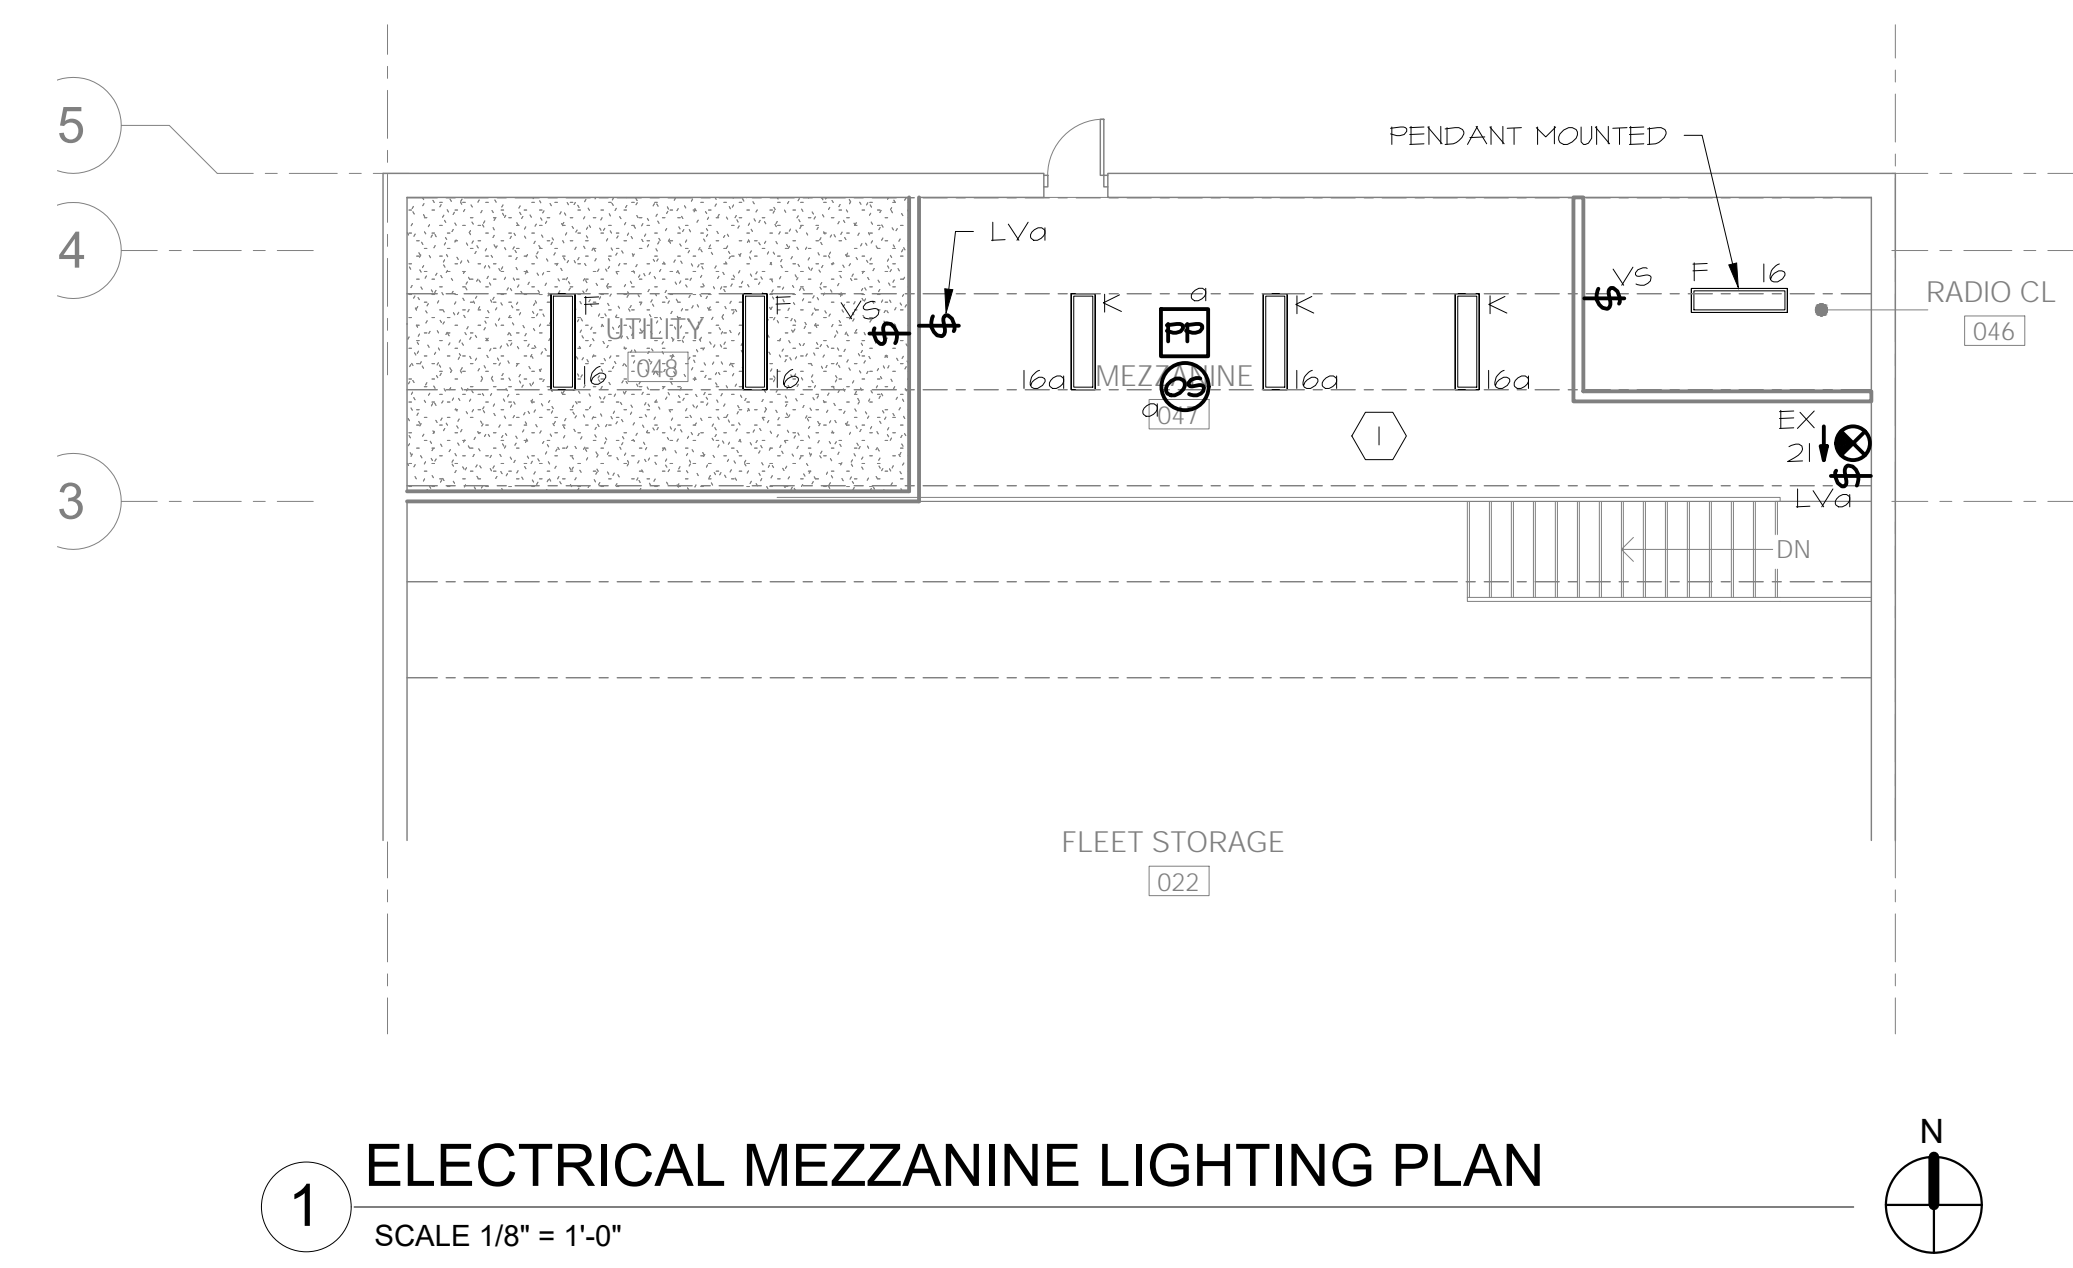 5
PENDANT MOUNTED
4
LVa
a
VS
F
16
RADIO CL
046
F
F
VS
K
K
K
UTILITY
048
PP
16
16
16a
MEZZANINE
16a
16a
OS
a
047
1
EX
21
3
LVa
DN
FLEET STORAGE
022
N
1
ELECTRICAL MEZZANINE LIGHTING PLAN
SCALE 1/8" = 1'-0"